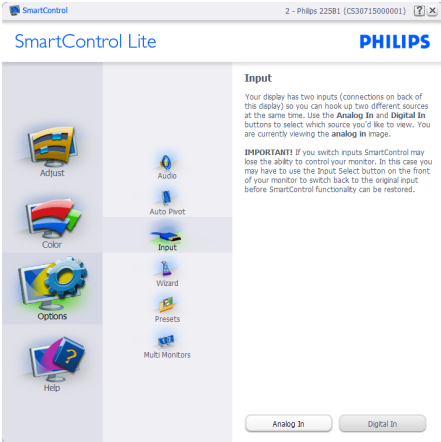 SmartControl
2 - Philips 225B1 (CS30715000001)
SmartControl Lite
PHILIPS
Adjust
Color
Options
Help
Audio
Auto Pivot
Input
Wizard
Presets
Multi Monitors
Input
Your display has two inputs (connections on back of
this display) so you can hook up two different sources
at the same time. Use the Analog In and Digital In
buttons to select which source you'd like to view. You
are currently viewing the analog in image.
IMPORTANT! If you switch inputs SmartControl may
lose the ability to control your monitor. In this case you
may have to use the Input Select button on the front
of your monitor to switch back to the original input
before SmartControl functionality can be restored.
Analog In
Digital In